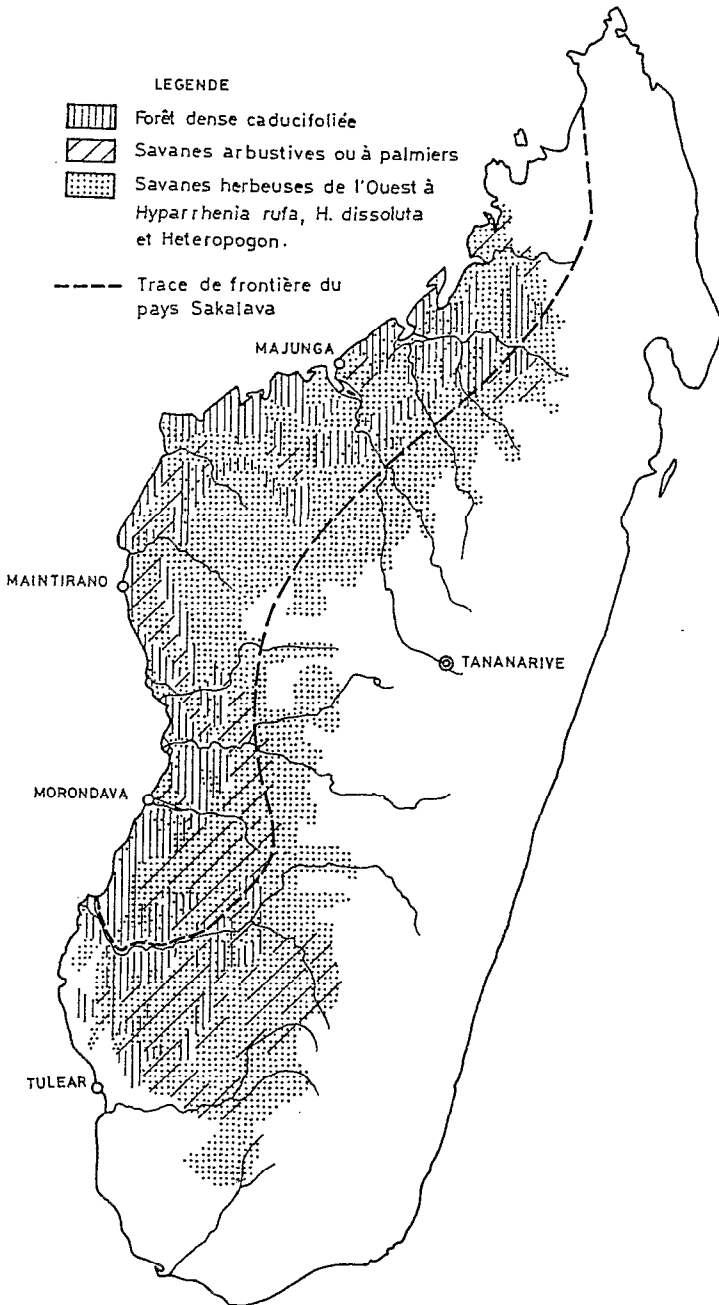 LEGENDE
Forêt dense caducifoliée
Savanes arbustives ou à palmiers
Savanes herbeuses de l'Ouest à
Hyparrhenia rufa, H. dissoluta
et Heteropogon.
Trace de frontière du
pays Sakalava
MAJUNGA
MAINTIRANO
TANANARIVE
MORONDAVA
TULEAR